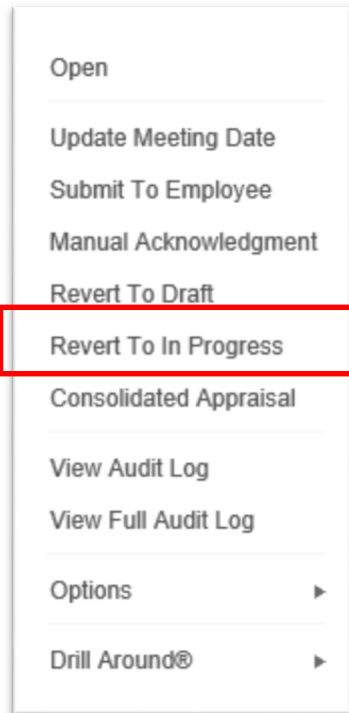 Open
Update Meeting Date
Submit To Employee
Manual Acknowledgment
Revert To Draft
Revert To In Progress
Consolidated Appraisal
View Audit Log
View Full Audit Log
Options
Drill Around®